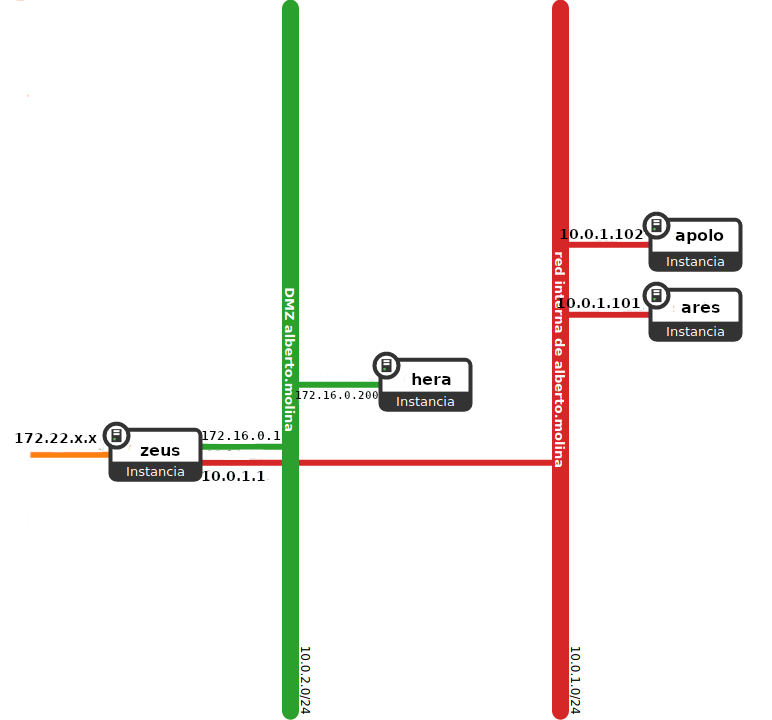 10.0.1.102
apolo
Instancia
10.0.1.101
ares
Instancia
DMZ alberto.molina
red interna de alberto.molina
hera
172.16.0.200
Instancia
172.22.x.x
zeus
172.16.0.1
Instancia
10.0.1.1
10.0.2.0/24
10.0.1.0/24